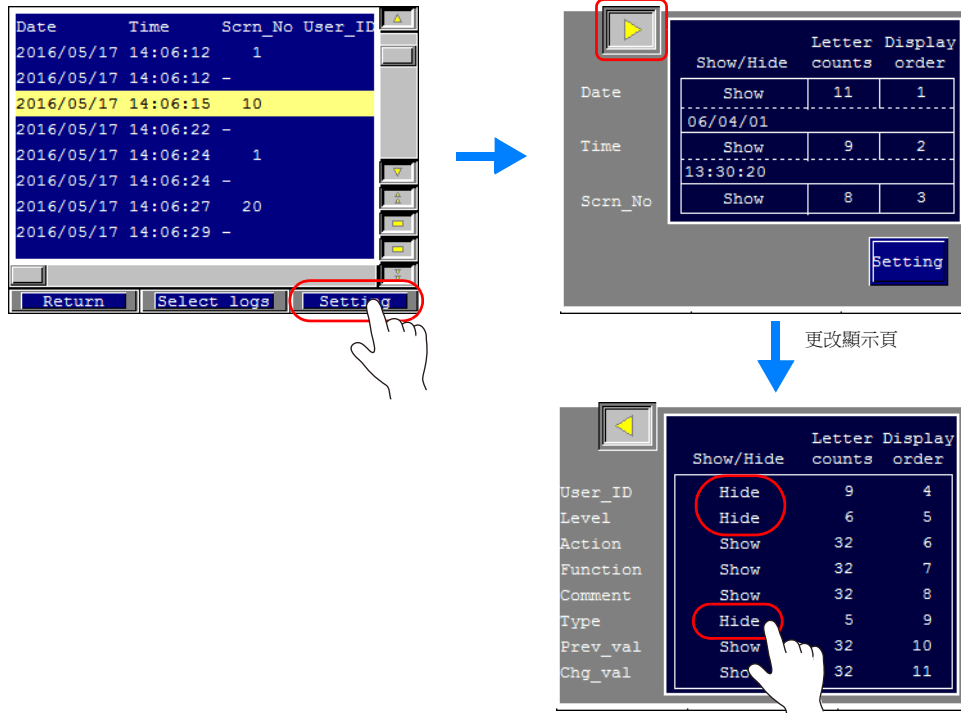 Date Time Scrn_No User_ID
2016/05/17 14:06:12 1
2016/05/17 14:06:12 –
2016/05/17 14:06:15 10
2016/05/17 14:06:22 –
2016/05/17 14:06:24 1
2016/05/17 14:06:24 –
2016/05/17 14:06:27 20
2016/05/17 14:06:29 –
Return Select logs Setting
Letter Display
Show/Hide counts order
Date Show 11 1
06/04/01
Time Show 9 2
13:30:20
Scrn_No Show 8 3
Setting
更改顯示頁
Letter Display
Show/Hide counts order
User_ID Hide 9 4
Level Hide 6 5
Action Show 32 6
Function Show 32 7
Comment Show 32 8
Type Hide 5 9
Prev_val Show 32 10
Chg_val Show 32 11